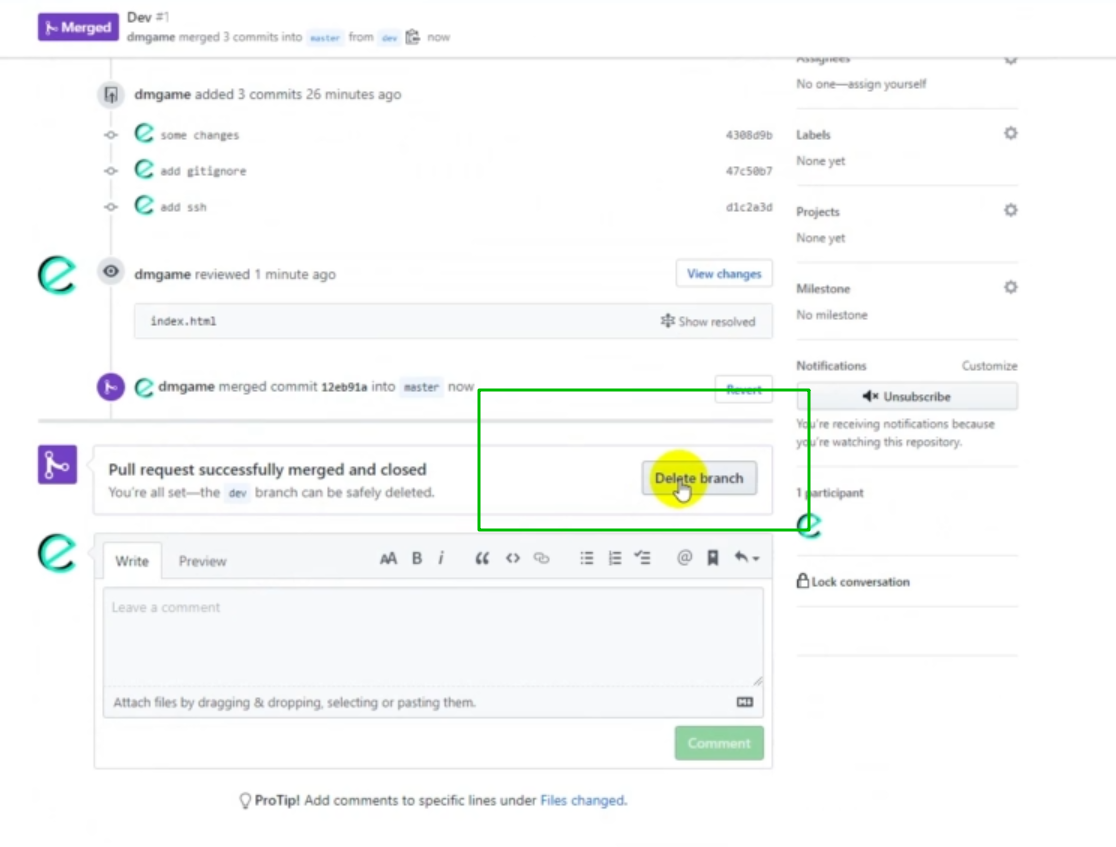 Merged
Dev #1
dmgame merged 3 commits into master from dev now
dmgame added 3 commits 26 minutes ago
some changes 4308d9b
add gitignore 47c50b7
add ssh d1c2a3d
dmgame reviewed 1 minute ago View changes
index.html Show resolved
dmgame merged commit 12eb91a into master now Revert
Pull request successfully merged and closed
You're all set—the dev branch can be safely deleted.
Delete branch
Write Preview AA B i @
Leave a comment
Attach files by dragging & dropping, selecting or pasting them.
Comment
ProTip! Add comments to specific lines under Files changed.
Assignees
No one—assign yourself
Labels
None yet
Projects
None yet
Milestone
No milestone
Notifications Customize
Unsubscribe
You're receiving notifications because
you're watching this repository.
1 participant
Lock conversation